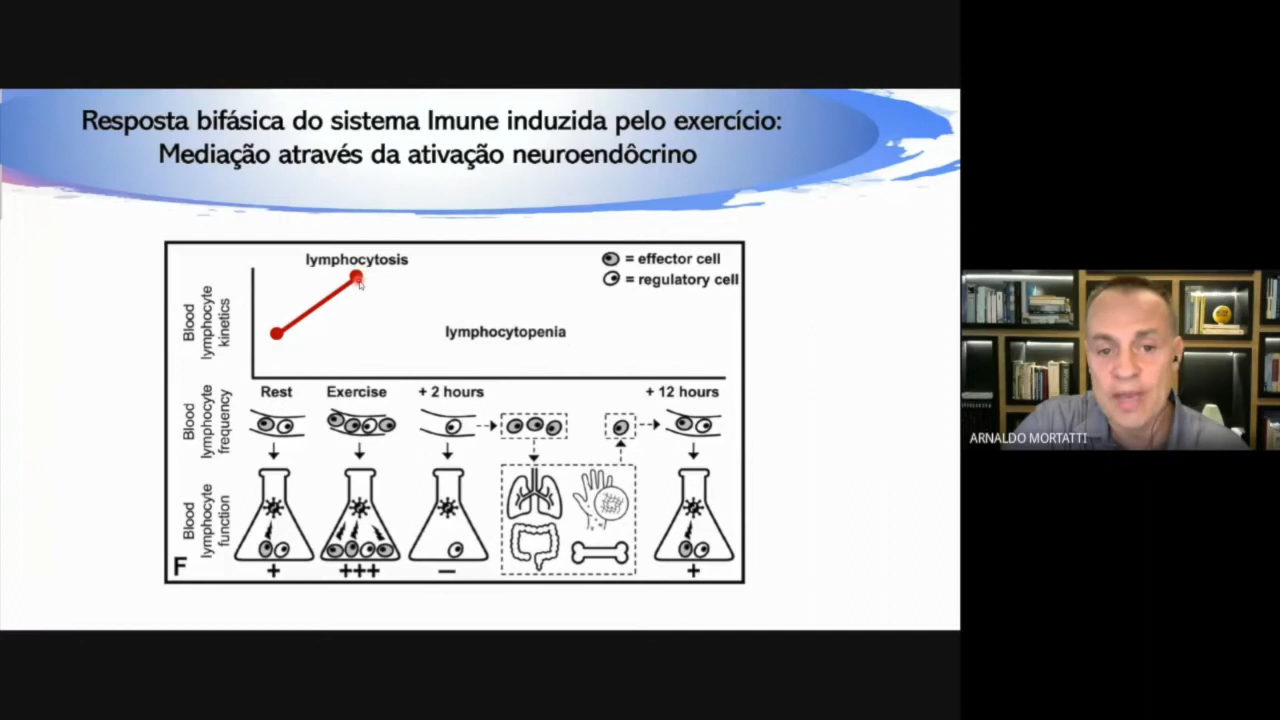 Resposta bifásica do sistema Imune induzida pelo exercício:
Mediação através da ativação neuroendôcrino
lymphocytosis
= effector cell
= regulatory cell
Blood
lymphocyte
kinetics
lymphocytopenia
Rest
Exercise
+ 2 hours
+ 12 hours
Blood
lymphocyte
frequency
Blood
lymphocyte
function
F
+
+++
–
+
ARNALDO MORTATTI